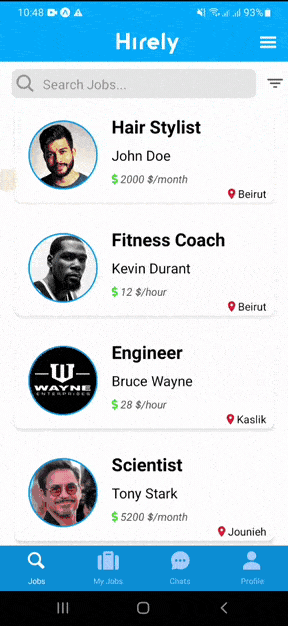 10:48 93%
Hırely
Search Jobs...
Hair Stylist
John Doe
$ 2000 $/month
Beirut
Fitness Coach
Kevin Durant
$ 12 $/hour
Beirut
Engineer
Bruce Wayne
$ 28 $/hour
Kaslik
W
WAYNE
ENTERPRISES
Scientist
Tony Stark
$ 5200 $/month
Jounieh
Jobs My Jobs Chats Profile